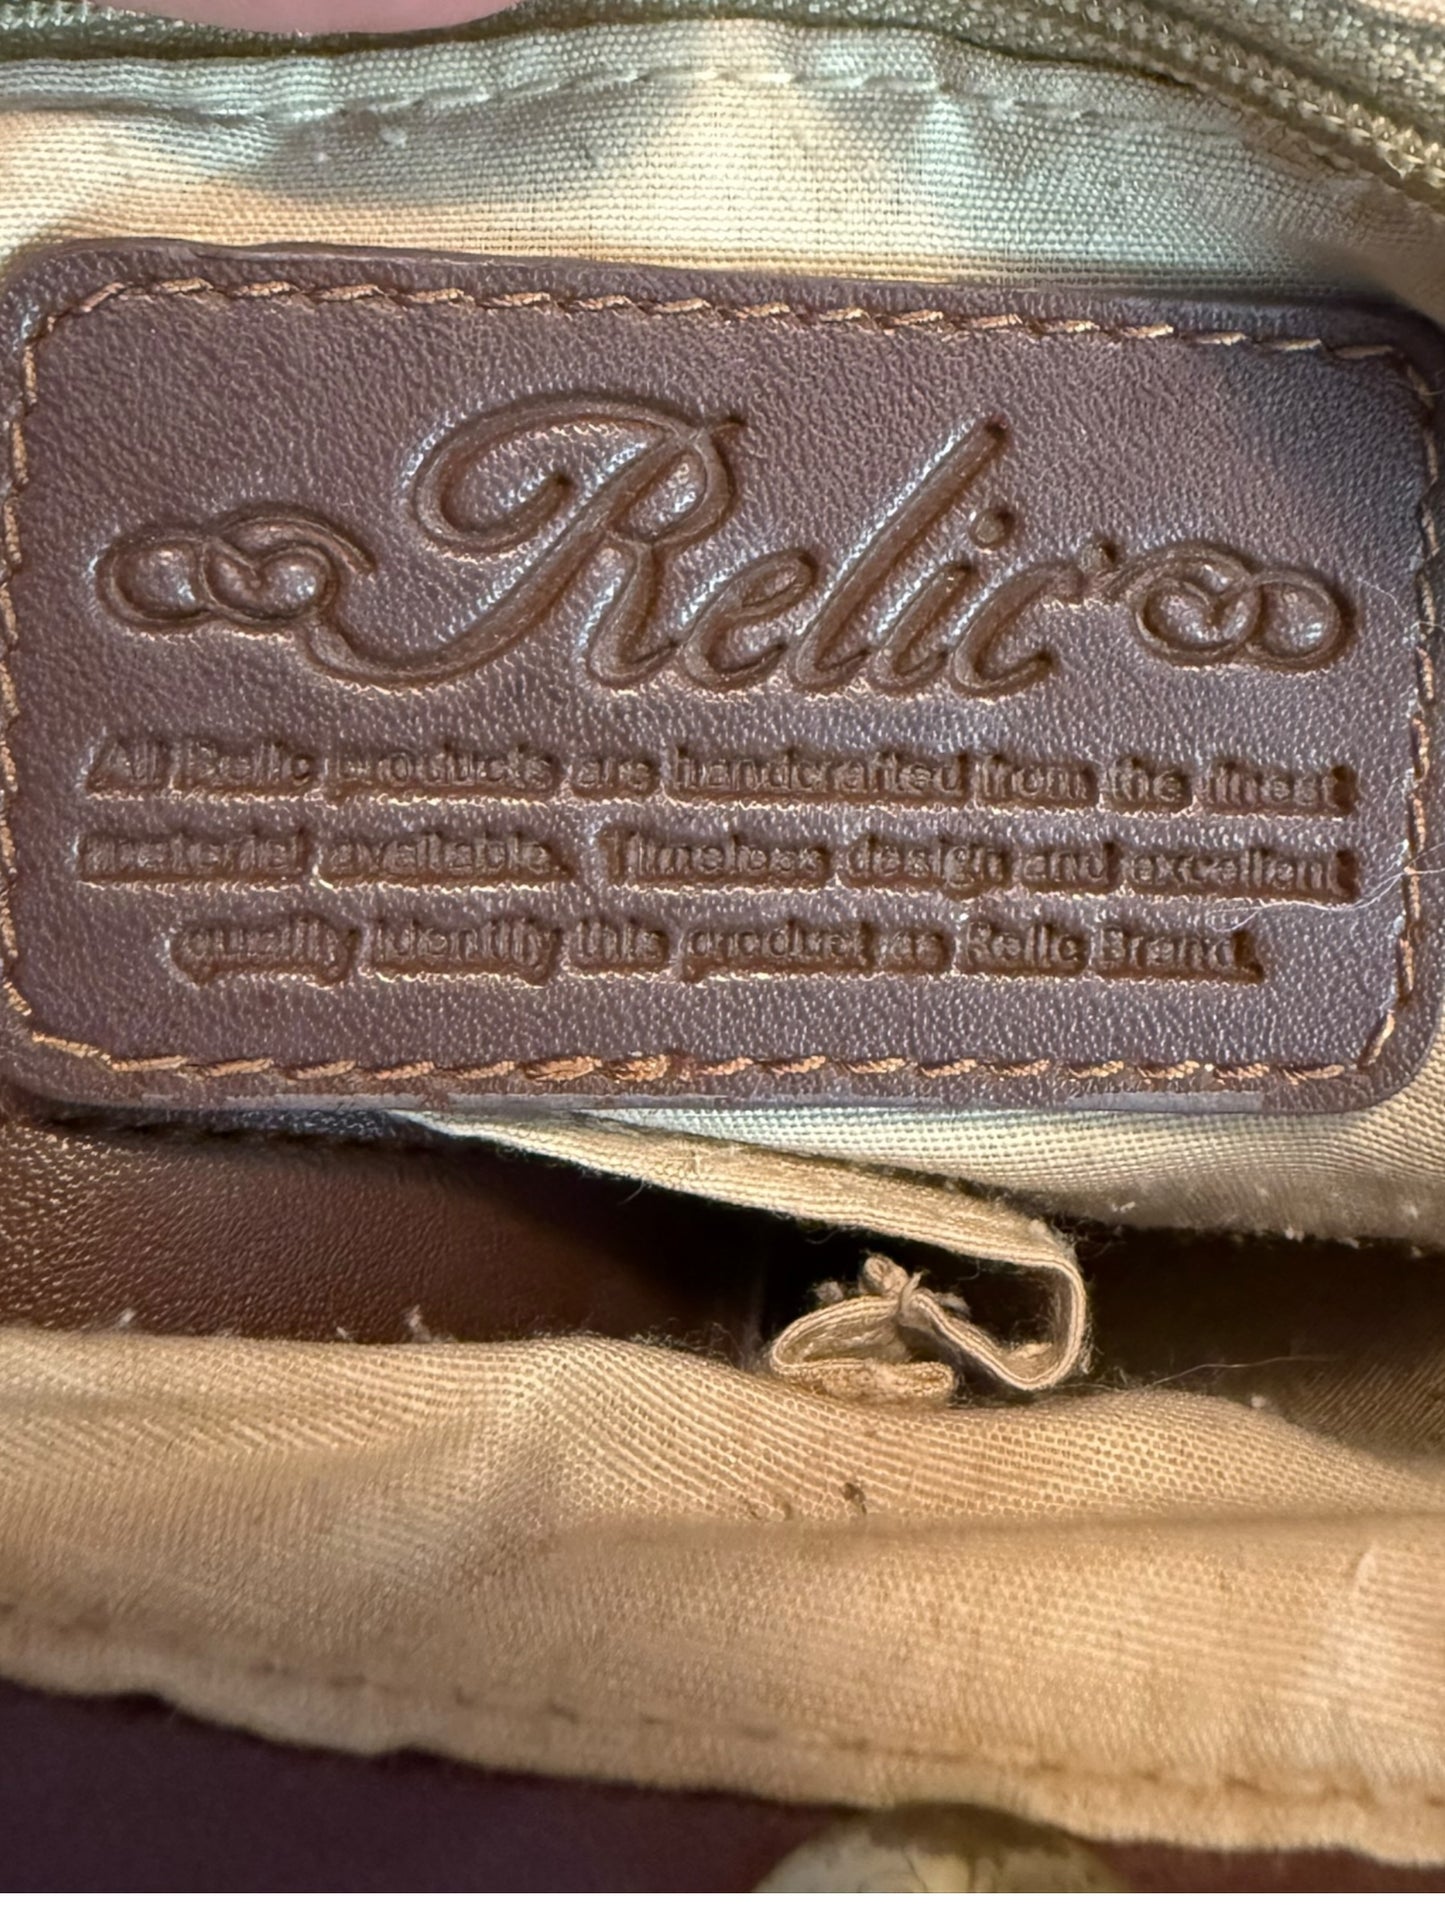 Relic
All Relic products are handcrafted from the finest
material available. Timeless design and excellent
quality identify this product as Relic Brand.